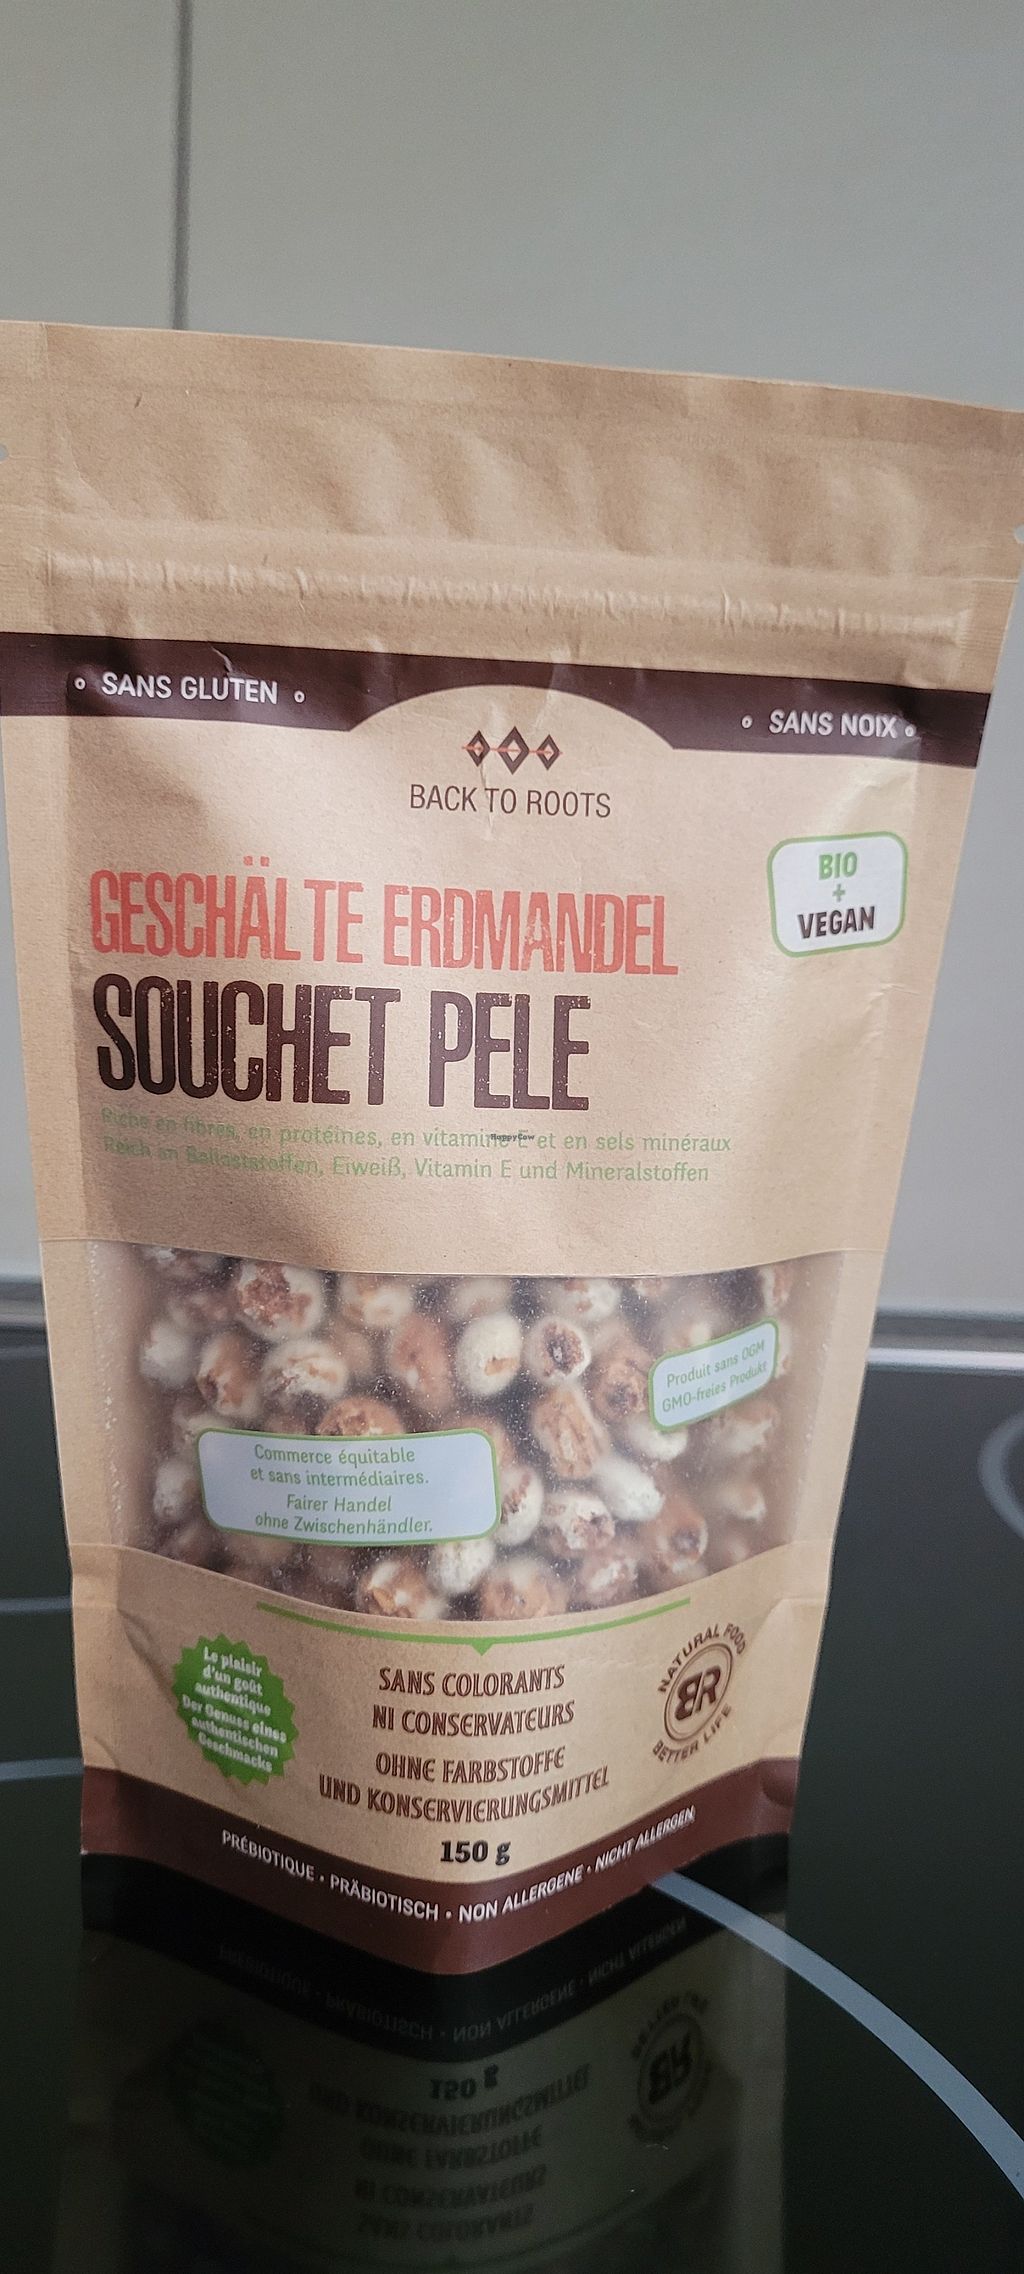 SANS GLUTEN
SANS NOIX
BACK TO ROOTS
BIO
+
VEGAN
GESCHÄLTE ERDMANDEL
SOUCHET PELE
Riche en fibres, en protéines, en vitamine E et en sels minéraux
HappyCow
Reich an Ballaststoffen, Eiweiß, Vitamin E und Mineralstoffen
Produit sans OGM
GMO-freies Produkt
Commerce équitable
et sans intermédiaires.
Fairer Handel
ohne Zwischenhändler.
Le plaisir
d'un goût
authentique
Der Genuss eines
authentischen
Geschmacks
SANS COLORANTS
NI CONSERVATEURS
OHNE FARBSTOFFE
UND KONSERVIERUNGSMITTEL
150 g
NATURAL FOOD
BR
BETTER LIFE
PRÉBIOTIQUE • PRÄBIOTISCH • NON ALLERGENE • NICHT ALLERGEN